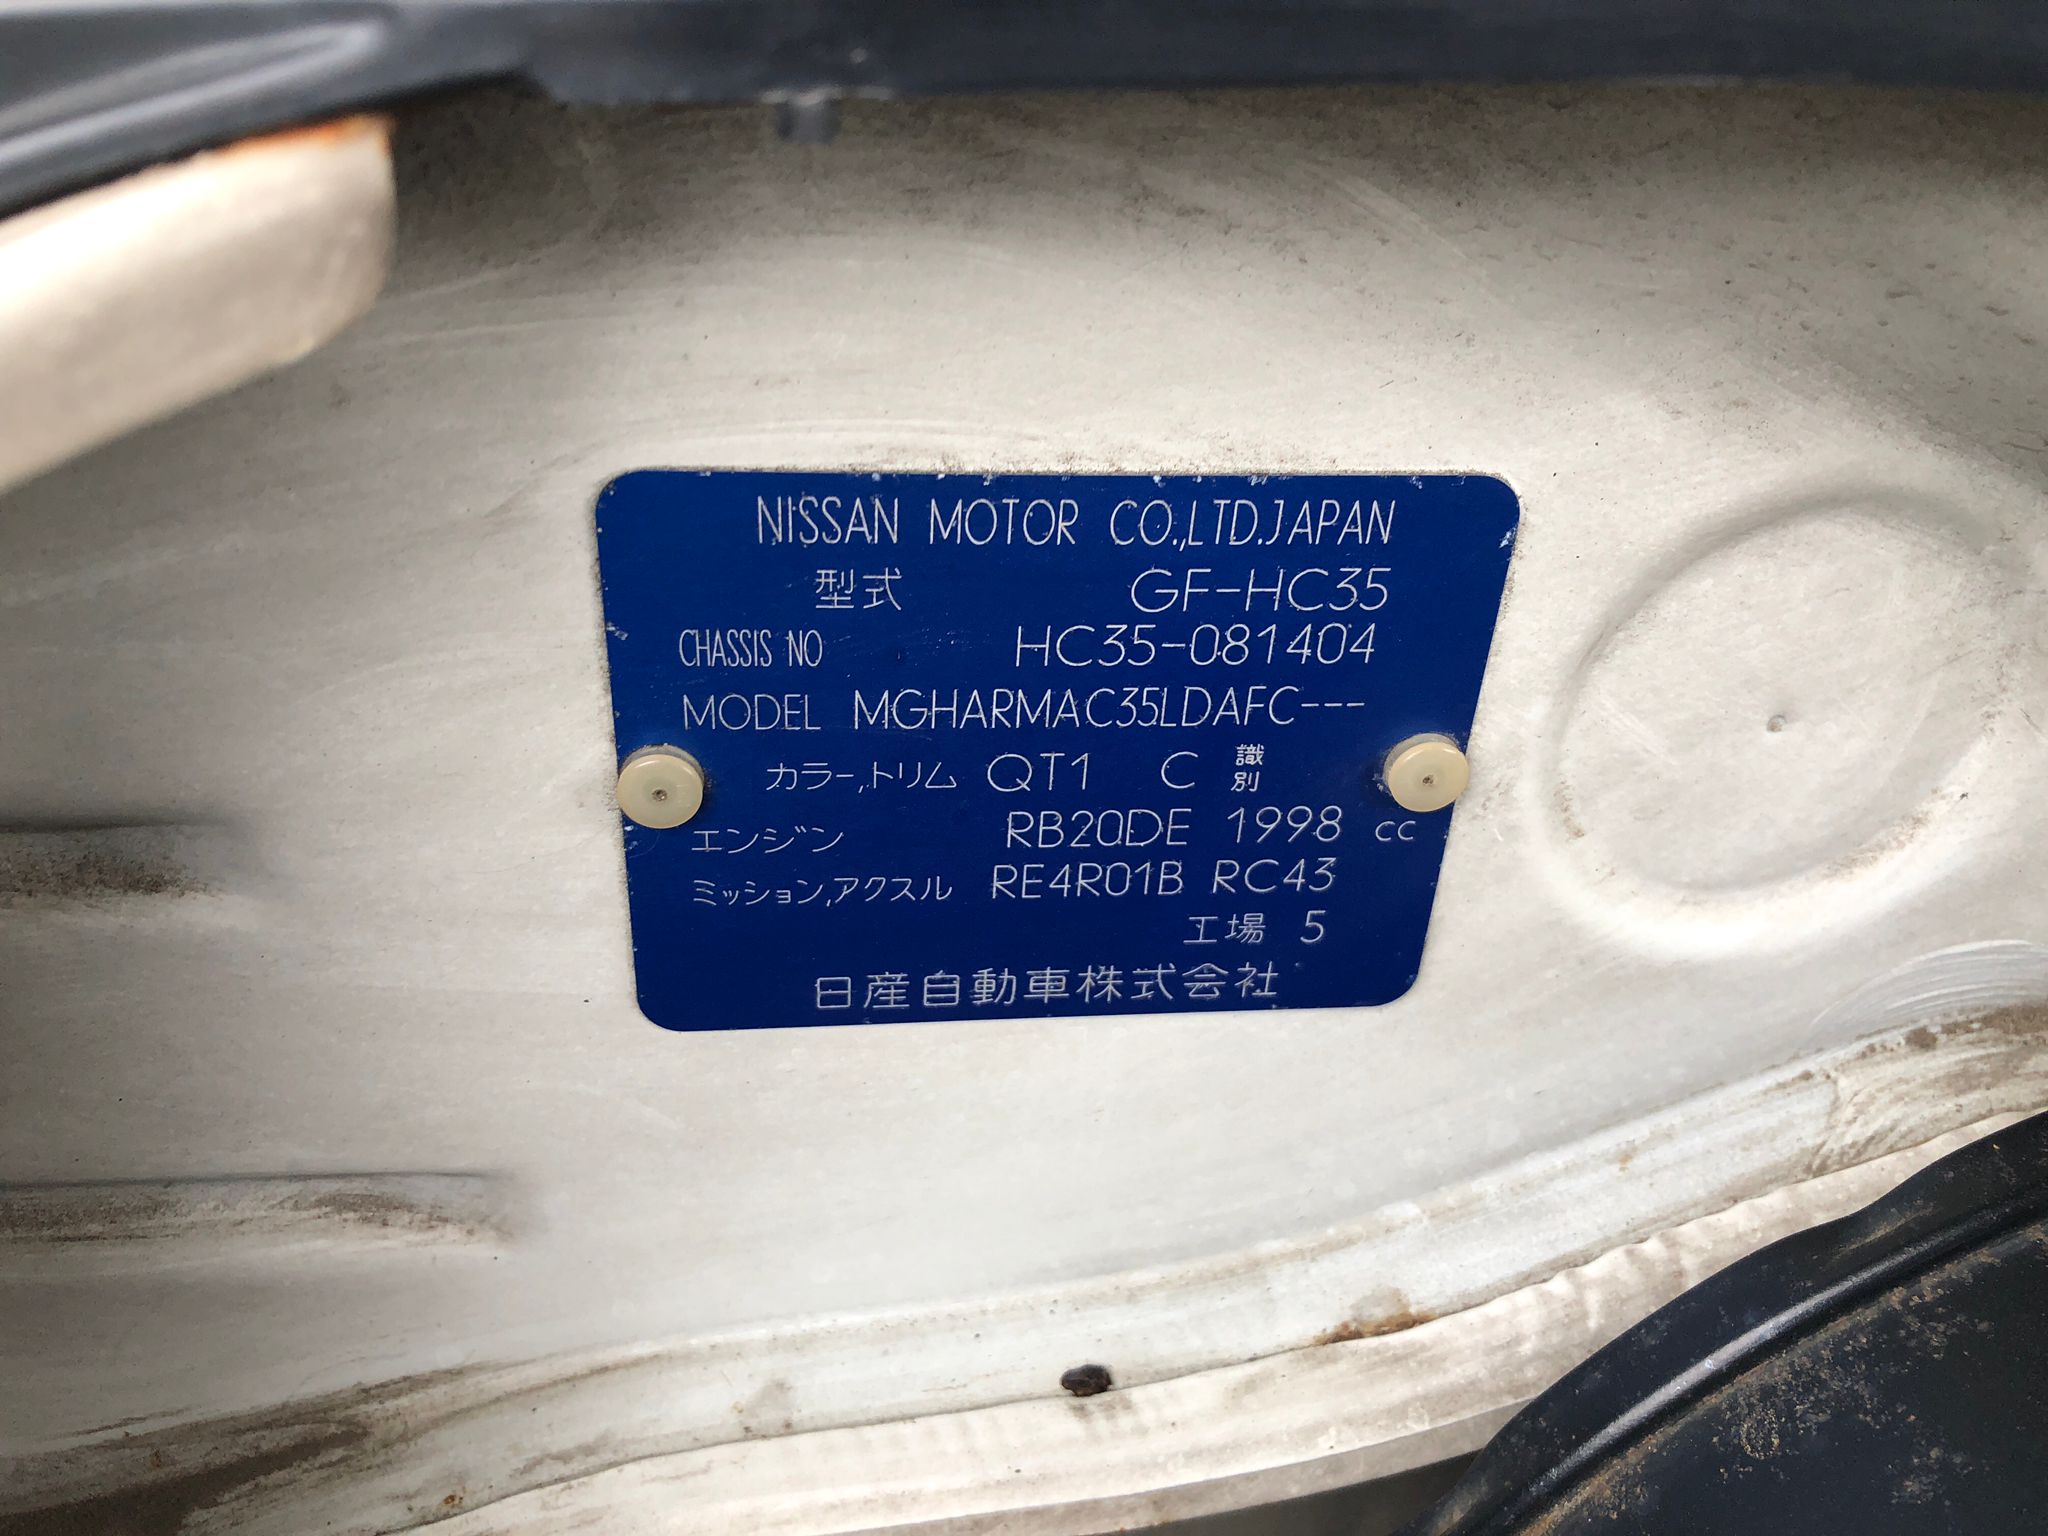 NISSAN MOTOR CO.,LTD.JAPAN
型式 GF-HC35
CHASSIS NO HC35-081404
MODEL MGHARMAC35LDAFC---
カラー,トリム QT1 C 識別
エンジン RB20DE 1998 cc
ミッション,アクスル RE4R01B RC43
工場 5
日産自動車株式会社